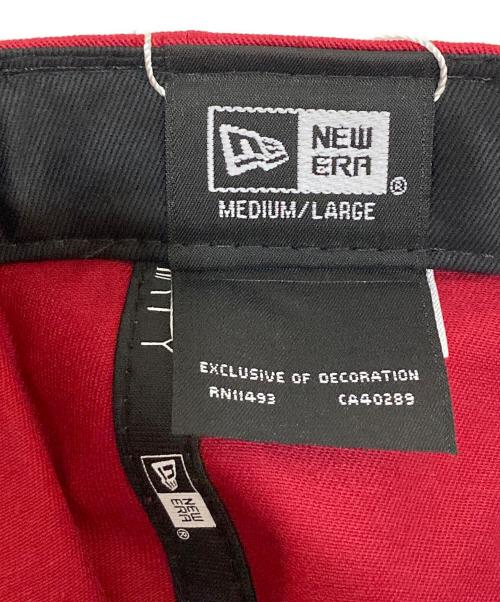 NEW
ERA
®
MEDIUM/LARGE
EXCLUSIVE OF DECORATION
RN11493 CA40289
NEW
ERA
®